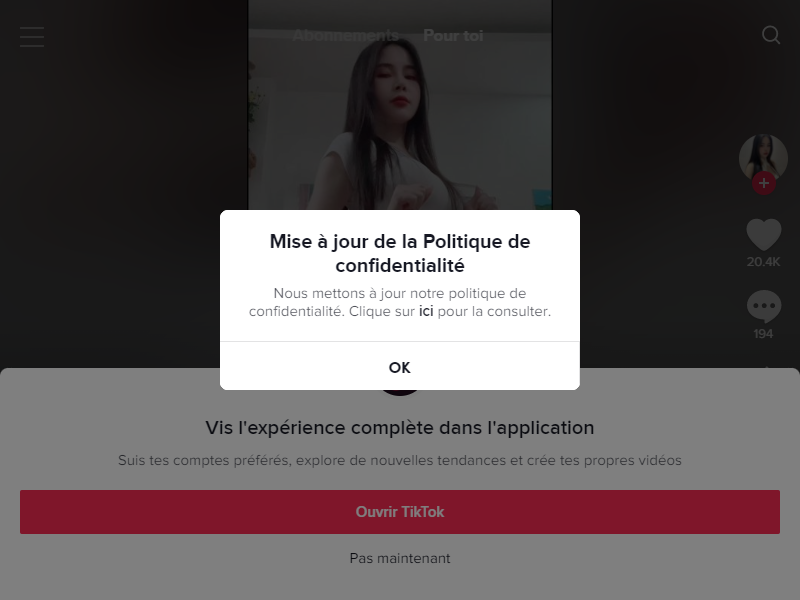 Abonnements Pour toi
Mise à jour de la Politique de
confidentialité
Nous mettons à jour notre politique de
confidentialité. Clique sur ici pour la consulter.
OK
20.4K
194
Vis l'expérience complète dans l'application
Suis tes comptes préférés, explore de nouvelles tendances et crée tes propres vidéos
Ouvrir TikTok
Pas maintenant